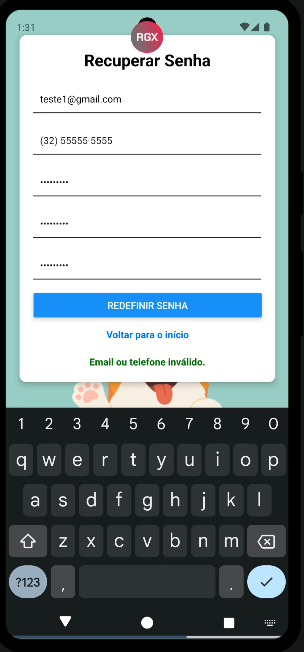 1:31
RGX
Recuperar Senha
teste1@gmail.com
(32) 55555-5555
•••••••••
•••••••••
•••••••••
REDEFINIR SENHA
Voltar para o início
Email ou telefone inválido.
1 2 3 4 5 6 7 8 9 0
q w e r t y u i o p
a s d f g h j k l
z x c v b n m
?123 , .